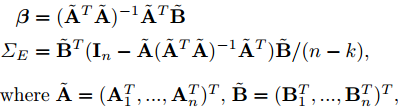 β = (Ã^T Ã)^{-1} Ã^T B̃
Σ_E = B̃^T (I_n − Ã(Ã^T Ã)^{-1} Ã^T) B̃/(n − k),
where Ã = (A_1^T, ..., A_n^T)^T, B̃ = (B_1^T, ..., B_n^T)^T,